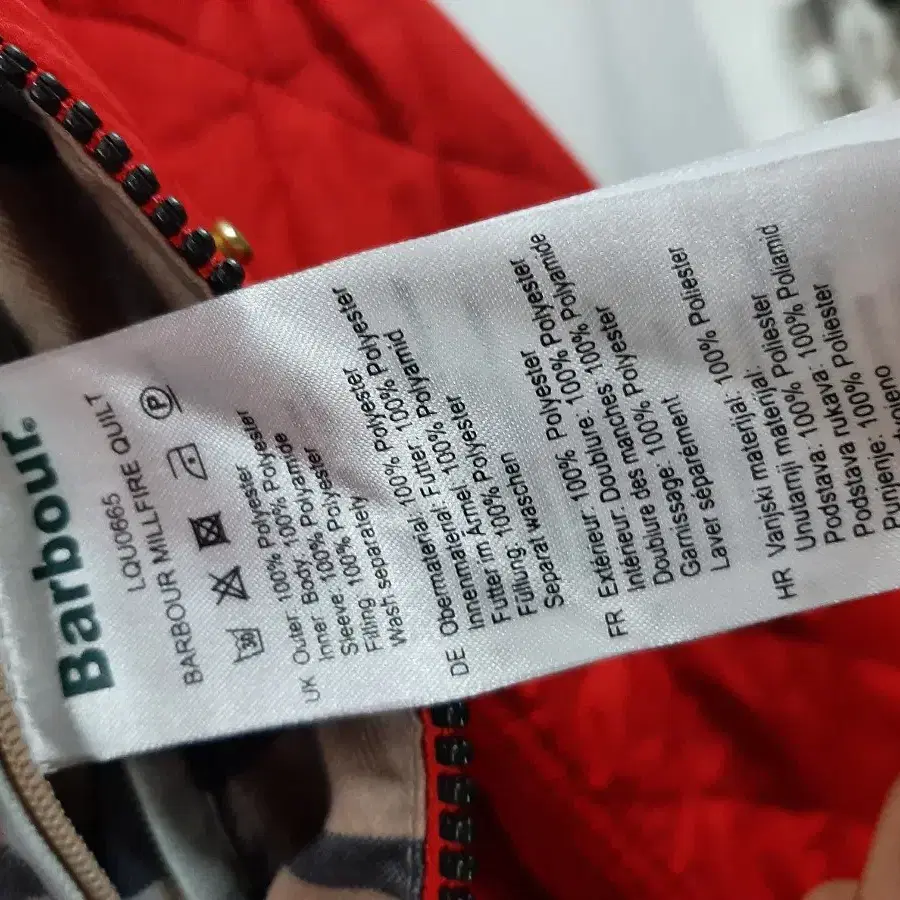 Barbour®
LQU0665
BARBOUR MILLFIRE QUILT
30
P
UK Outer: 100% Polyester
Inner: Body: 100% Polyamide
Sleeve: 100% Polyester
Filling: 100% Polyester
Wash separately
DE Obermaterial: 100% Polyester
Innenmaterial: Futter: 100% Polyamid
Futter im Ärmel: 100% Polyester
Füllung: 100% Polyester
Separat waschen
FR Extérieur: 100% Polyester
Intérieur: Doublure: 100% Polyamide
Doublure des manches: 100% Polyester
Garnissage: 100% Polyester
Laver séparément
HR Vanjski materijal: 100% Poliester
Unutarnji materijal:
Podstava: 100% Poliamid
Podstava rukava: 100% Poliester
Punjenje: 100% Poliester